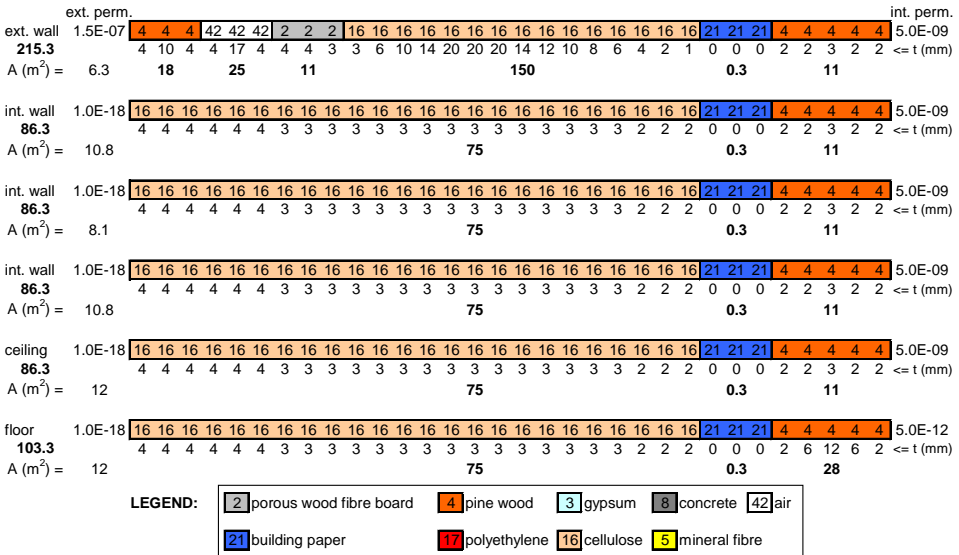 ext. perm. int. perm.
ext. wall 1.5E-07 4 4 4 42 42 42 2 2 2 16 16 16 16 16 16 16 16 16 16 16 16 16 16 16 21 21 21 4 4 4 4 4 5.0E-09
215.3 4 10 4 4 17 4 4 4 3 3 6 10 14 20 20 20 14 12 10 8 6 4 2 1 0 0 0 2 2 3 2 2 <= t (mm)
A (m²) = 6.3 18 25 11 150 0.3 11
int. wall 1.0E-18 16 16 16 16 16 16 16 16 16 16 16 16 16 16 16 16 16 16 16 16 16 16 16 16 21 21 21 4 4 4 4 4 5.0E-09
86.3 4 4 4 4 4 4 3 3 3 3 3 3 3 3 3 3 3 3 3 3 3 2 2 2 0 0 0 2 2 3 2 2 <= t (mm)
A (m²) = 10.8 75 0.3 11
int. wall 1.0E-18 16 16 16 16 16 16 16 16 16 16 16 16 16 16 16 16 16 16 16 16 16 16 16 16 21 21 21 4 4 4 4 4 5.0E-09
86.3 4 4 4 4 4 4 3 3 3 3 3 3 3 3 3 3 3 3 3 3 3 2 2 2 0 0 0 2 2 3 2 2 <= t (mm)
A (m²) = 8.1 75 0.3 11
int. wall 1.0E-18 16 16 16 16 16 16 16 16 16 16 16 16 16 16 16 16 16 16 16 16 16 16 16 16 21 21 21 4 4 4 4 4 5.0E-09
86.3 4 4 4 4 4 4 3 3 3 3 3 3 3 3 3 3 3 3 3 3 3 2 2 2 0 0 0 2 2 3 2 2 <= t (mm)
A (m²) = 10.8 75 0.3 11
ceiling 1.0E-18 16 16 16 16 16 16 16 16 16 16 16 16 16 16 16 16 16 16 16 16 16 16 16 16 21 21 21 4 4 4 4 4 5.0E-09
86.3 4 4 4 4 4 4 3 3 3 3 3 3 3 3 3 3 3 3 3 3 3 2 2 2 0 0 0 2 2 3 2 2 <= t (mm)
A (m²) = 12 75 0.3 11
floor 1.0E-18 16 16 16 16 16 16 16 16 16 16 16 16 16 16 16 16 16 16 16 16 16 16 16 16 21 21 21 4 4 4 4 4 5.0E-12
103.3 4 4 4 4 4 4 3 3 3 3 3 3 3 3 3 3 3 3 3 3 3 2 2 2 0 0 0 2 6 12 6 2 <= t (mm)
A (m²) = 12 75 0.3 28
LEGEND: 2 porous wood fibre board 4 pine wood 3 gypsum 8 concrete 42 air
21 building paper 17 polyethylene 16 cellulose 5 mineral fibre